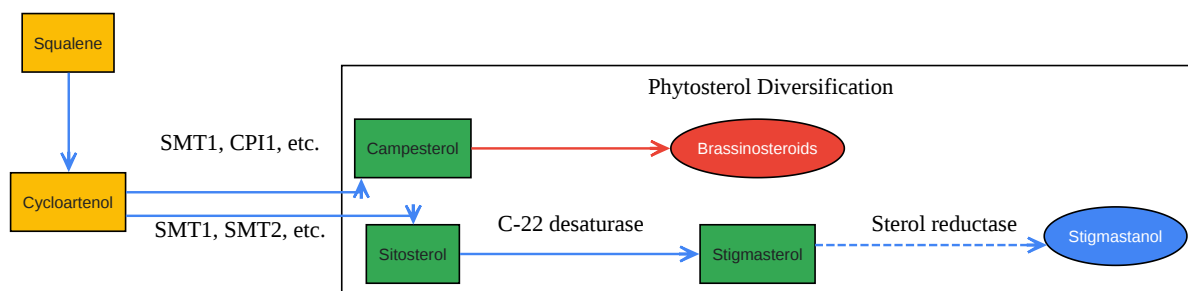 Squalene
Phytosterol Diversification
SMT1, CPI1, etc.
Campesterol
Brassinosteroids
Cycloartenol
SMT1, SMT2, etc.
C-22 desaturase
Sterol reductase
Sitosterol
Stigmasterol
Stigmastanol